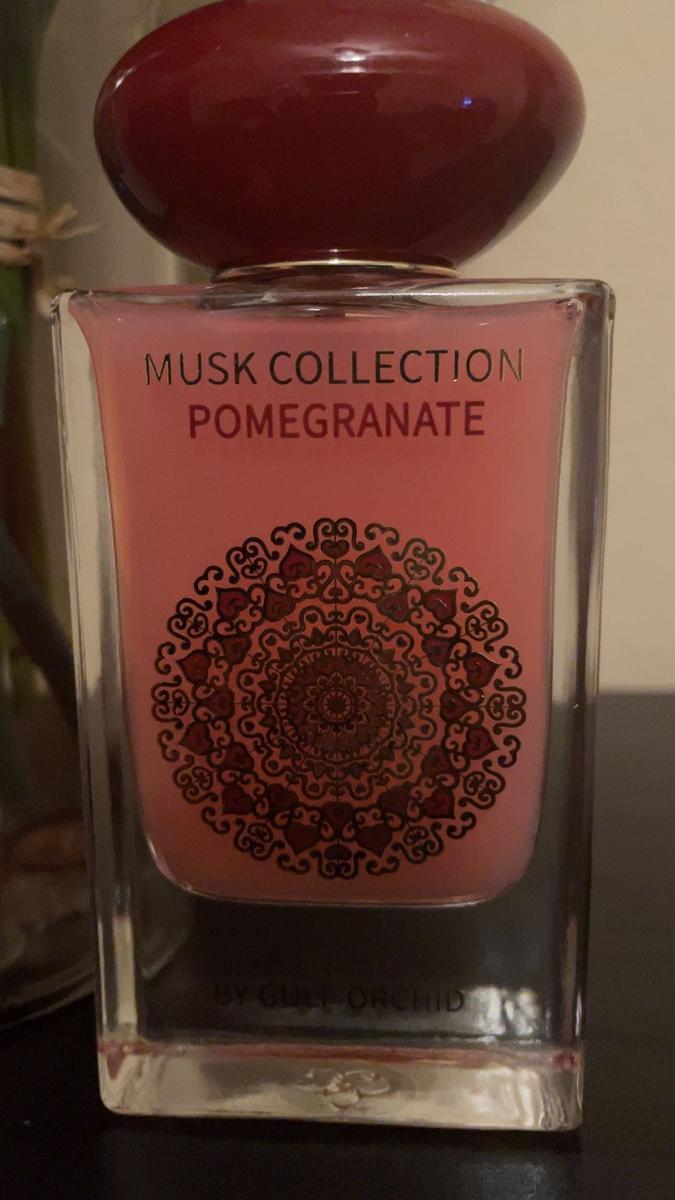 MUSK COLLECTION
POMEGRANATE
BY GULF ORCHID